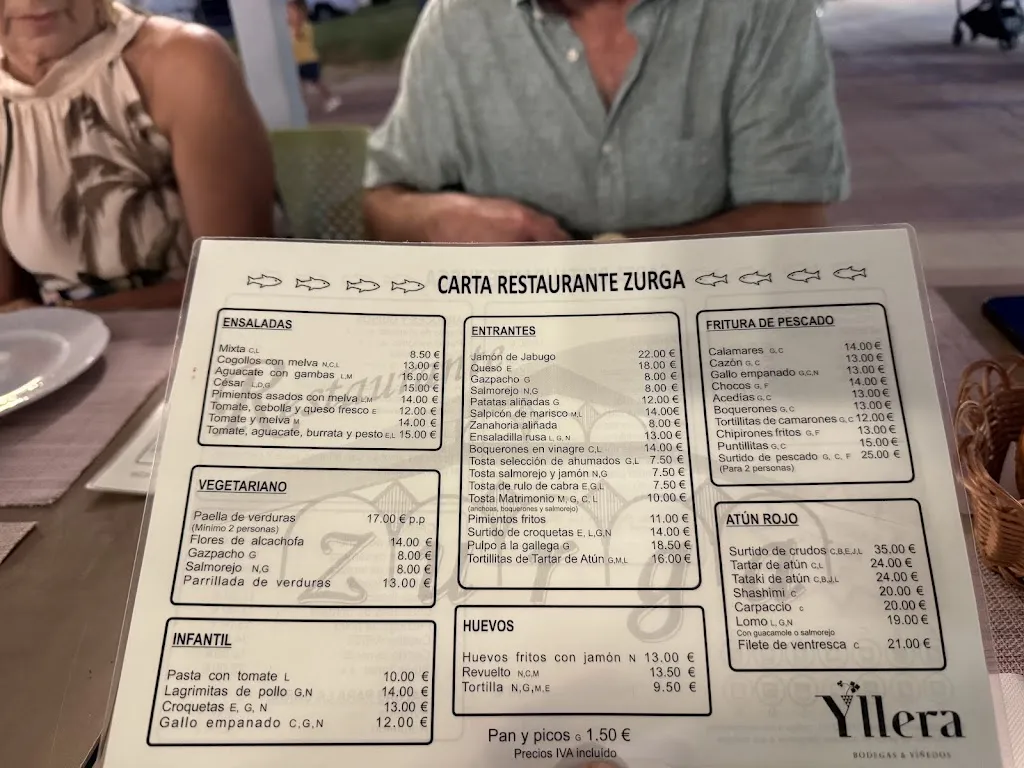 CARTA RESTAURANTE ZURGA
ENSALADAS
Mixta G,L 8.50 €
Cogollos con melva N,C,L 13.00 €
Aguacate con gambas L,M 16.00 €
César L,D,G 15.00 €
Pimientos asados con melva L,M 14.00 €
Tomate, cebolla y queso fresco E 12.00 €
Tomate y melva M 14.00 €
Tomate, aguacate, burrata y pesto E,L 15.00 €
VEGETARIANO
Paella de verduras 17.00 € p.p
(Mínimo 2 personas)
Flores de alcachofa 14.00 €
Gazpacho G 8.00 €
Salmorejo N,G 8.00 €
Parrillada de verduras 13.00 €
INFANTIL
Pasta con tomate L 10.00 €
Lagrimitas de pollo G,N 14.00 €
Croquetas E, G, N 13.00 €
Gallo empanado C,G,N 12.00 €
ENTRANTES
Jamón de Jabugo 22.00 €
Queso E 18.00 €
Gazpacho G 8.00 €
Salmorejo N,G 8.00 €
Patatas aliñadas G 12.00 €
Salpicón de marisco M,L 14.00€
Zanahoria aliñada 8.00 €
Ensaladilla rusa L, G, N 13.00 €
Boquerones en vinagre C,L 14.00 €
Tosta selección de ahumados G,L 7.50 €
Tosta salmorejo y jamón N,G 7.50 €
Tosta de rulo de cabra E,G,L 7.50 €
Tosta Matrimonio M, G, C, L 10.00 €
(anchoas, boquerones y salmorejo)
Pimientos fritos 11.00 €
Surtido de croquetas E, L,G,N 14.00 €
Pulpo a la gallega G 18.50 €
Tortillitas de Tartar de Atún G,M,L 16.00 €
HUEVOS
Huevos fritos con jamón N 13.00 €
Revuelto N,C,M 13.50 €
Tortilla N,G,M,E 9.50 €
Pan y picos G 1.50 €
Precios IVA incluido
FRITURA DE PESCADO
Calamares G, C 14.00 €
Cazón G, C 13.00 €
Gallo empanado G,C,N 13.00 €
Chocos G, F 14.00 €
Acedías G, C 13.00 €
Boquerones G, C 13.00 €
Tortillitas de camarones G, C 12.00 €
Chipirones fritos G,F 13.00 €
Puntillitas G, C 15.00 €
Surtido de pescado G, C, F 25.00 €
(Para 2 personas)
ATÚN ROJO
Surtido de crudos C,B,E,J,L 35.00 €
Tartar de atún C,L 24.00 €
Tataki de atún C,B,J,L 24.00 €
Shashimi C 20.00 €
Carpaccio C 20.00 €
Lomo L, G,N 19.00 €
Con guacamole o salmorejo
Filete de ventresca C 21.00 €
Yllera
BODEGAS & VIÑEDOS
Zurga